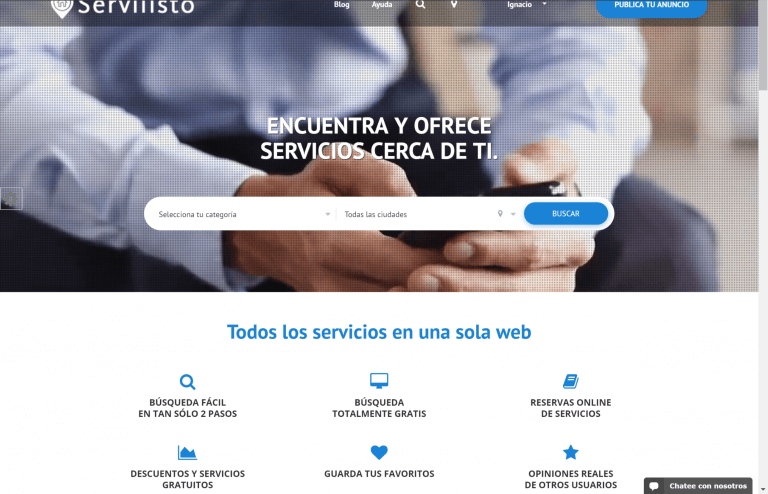 Servilisto
Blog
Ayuda
Ignacio
PUBLICA TU ANUNCIO
ENCUENTRA Y OFRECE
SERVICIOS CERCA DE TI.
Selecciona tu categoría
Todas las ciudades
BUSCAR
Todos los servicios en una sola web
BÚSQUEDA FÁCIL
EN TAN SÓLO 2 PASOS
BÚSQUEDA
TOTALMENTE GRATIS
RESERVAS ONLINE
DE SERVICIOS
DESCUENTOS Y SERVICIOS
GRATUITOS
GUARDA TUS FAVORITOS
OPINIONES REALES
DE OTROS USUARIOS
Chatee con nosotros